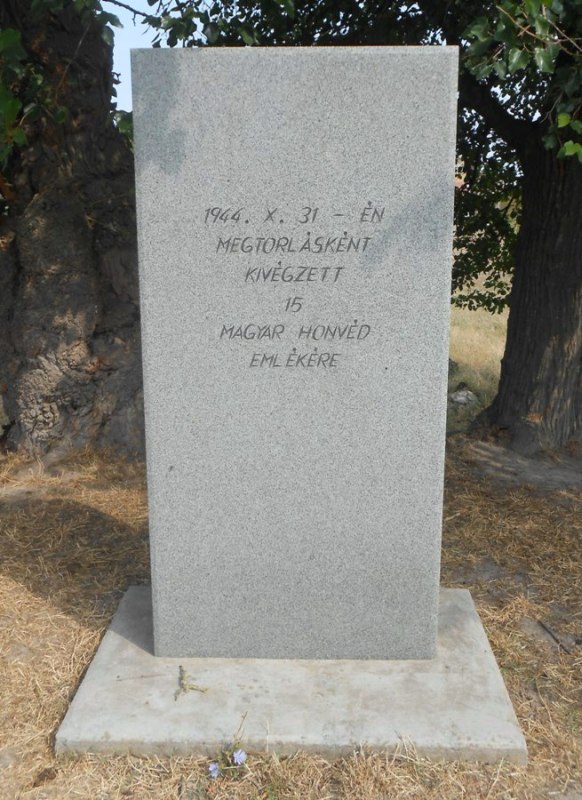 1944. X. 31 - ÉN
MEGTORLÁSKÉNT
KIVÉGZETT
15
MAGYAR HONVÉD
EMLÉKÉRE